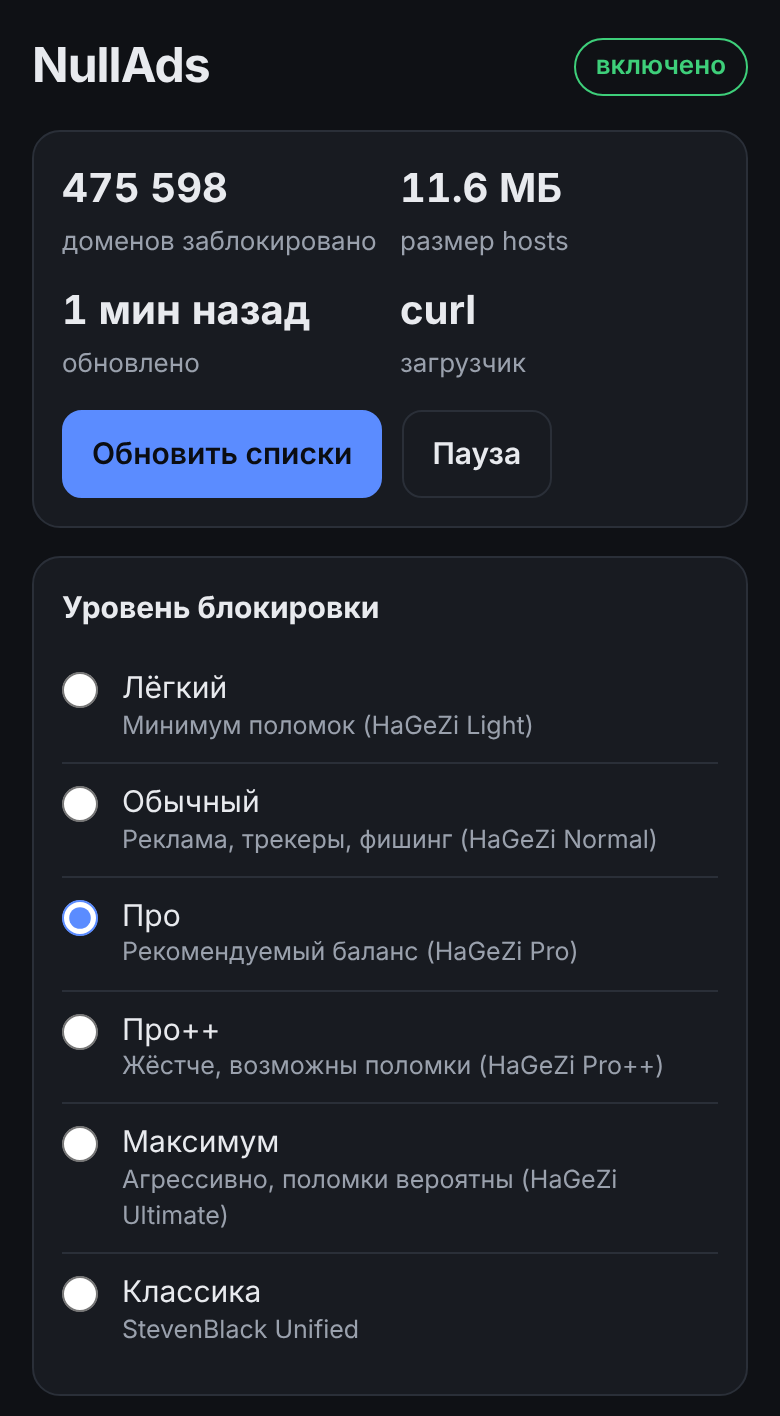 NullAds
включено
475 598
11.6 МБ
доменов заблокировано
размер hosts
1 мин назад
curl
обновлено
загрузчик
Обновить списки
Пауза
Уровень блокировки
Лёгкий
Минимум поломок (HaGeZi Light)
Обычный
Реклама, трекеры, фишинг (HaGeZi Normal)
Про
Рекомендуемый баланс (HaGeZi Pro)
Про++
Жёстче, возможны поломки (HaGeZi Pro++)
Максимум
Агрессивно, поломки вероятны (HaGeZi
Ultimate)
Классика
StevenBlack Unified